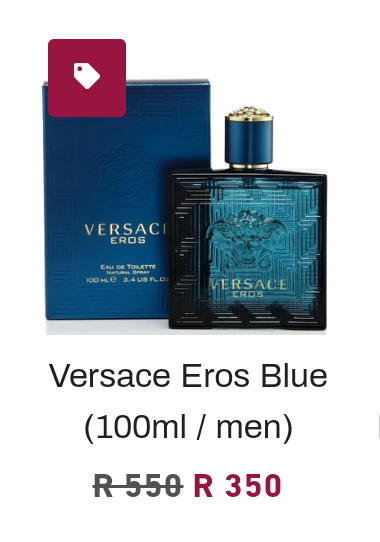 VERSACE
EROS
EAU DE TOILETTE
NATURAL SPRAY
100 ML ℮ 3.4 US FL.OZ
VERSACE
EROS
Versace Eros Blue
(100ml / men)
R 550 R 350